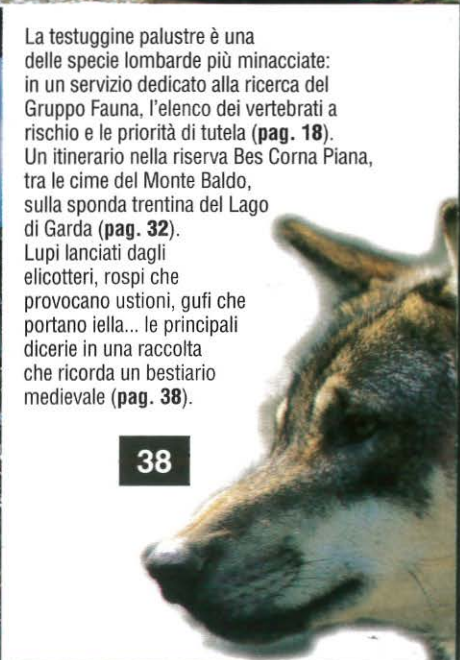 La testuggine palustre è una
delle specie lombarde più minacciate:
in un servizio dedicato alla ricerca del
Gruppo Fauna, l'elenco dei vertebrati a
rischio e le priorità di tutela (pag. 18).
Un itinerario nella riserva Bes Corna Piana,
tra le cime del Monte Baldo,
sulla sponda trentina del Lago
di Garda (pag. 32).
Lupi lanciati dagli
elicotteri, rospi che
provocano ustioni, gufi che
portano iella... le principali
dicerie in una raccolta
che ricorda un bestiario
medievale (pag. 38).
38